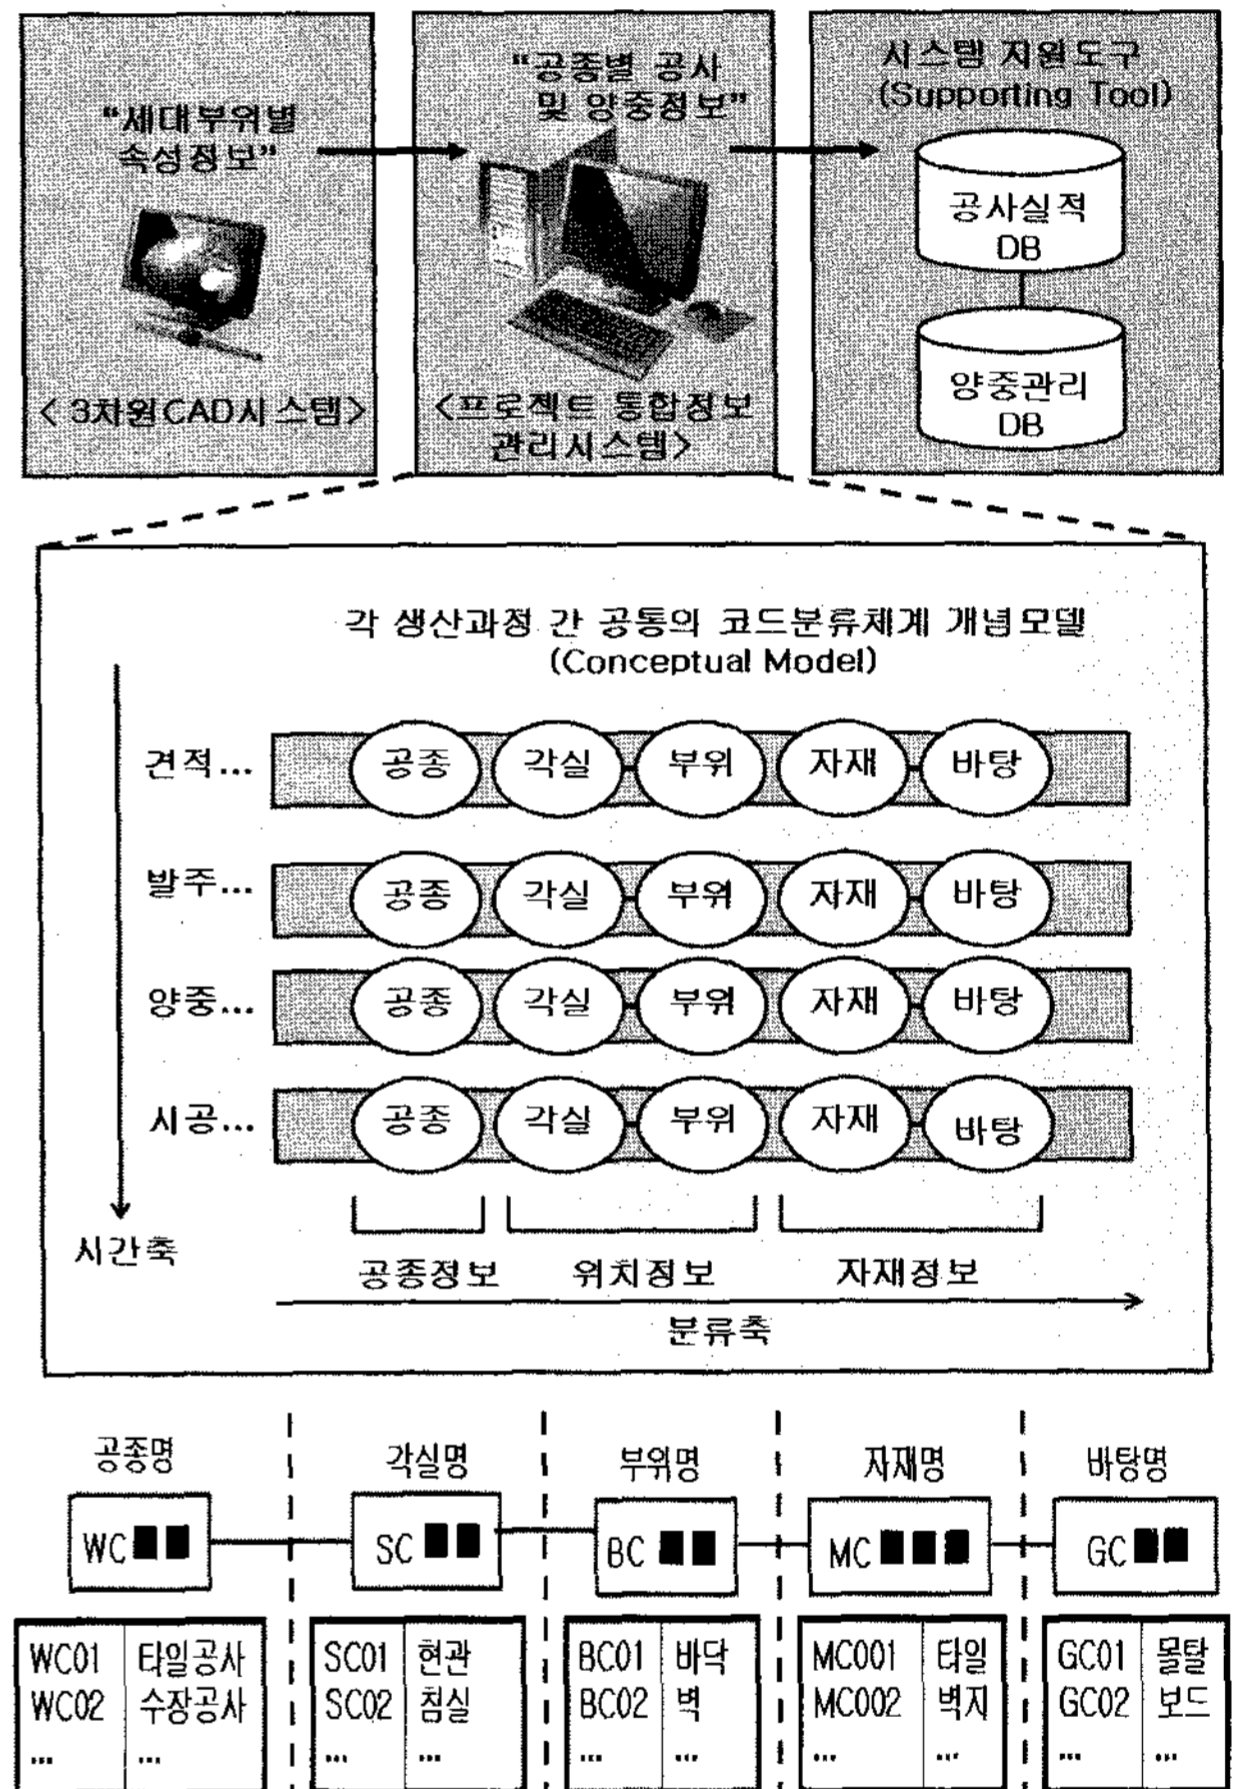 "세대부위별
속성정보"
< 3차원CAD시스템>
"공종별 공사
및 양중정보"
<프로젝트 통합정보
관리시스템>
시스템 지원도구
(Supporting Tool)
공사실적
DB
양중관리
DB
각 생산과정 간 공통의 코드분류체계 개념모델
(Conceptual Model)
견적... 공종 각실 부위 자재 바탕
발주... 공종 각실 부위 자재 바탕
양중... 공종 각실 부위 자재 바탕
시공... 공종 각실 부위 자재 바탕
시간축
공종정보 위치정보 자재정보
분류축
공종명 각실명 부위명 자재명 바탕명
WC■■ SC■■ BC■■ MC■■■ GC■■
WC01 타일공사 SC01 현관 BC01 바닥 MC001 타일 GC01 몰탈
WC02 수장공사 SC02 침실 BC02 벽 MC002 벽지 GC02 보드
... ... ... ... ... ... ... ... ... ...